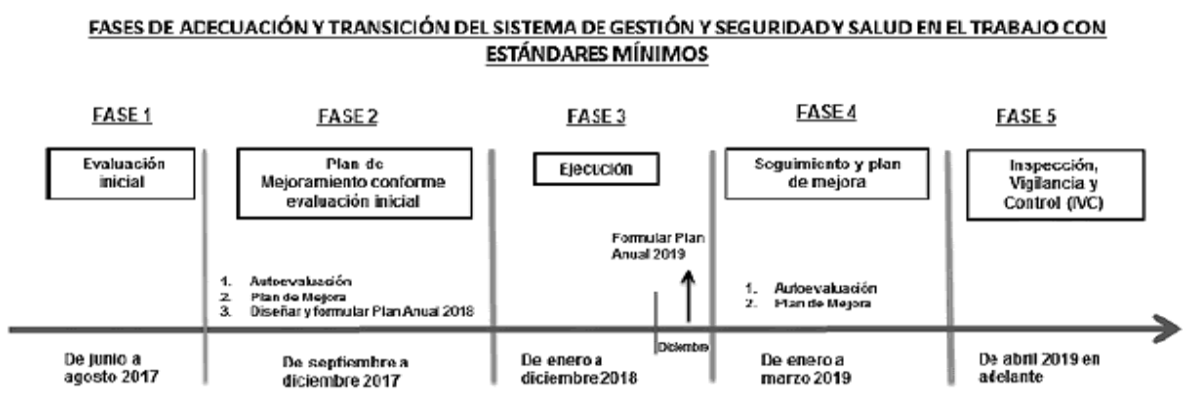 FASES DE ADECUACIÓN Y TRANSICIÓN DEL SISTEMA DE GESTIÓN Y SEGURIDAD Y SALUD EN EL TRABAJO CON
ESTÁNDARES MÍNIMOS
FASE 1
Evaluación
inicial
De junio a
agosto 2017
FASE 2
Plan de
Mejoramiento conforme
evaluación inicial
1. Autoevaluación
2. Plan de Mejora
3. Diseñar y formular Plan Anual 2018
De septiembre a
diciembre 2017
FASE 3
Ejecución
Formular Plan
Anual 2019
Diciembre
De enero a
diciembre 2018
FASE 4
Seguimiento y plan
de mejora
1. Autoevaluación
2. Plan de Mejora
De enero a
marzo 2019
FASE 5
Inspección,
Vigilancia y
Control (IVC)
De abril 2019 en
adelante